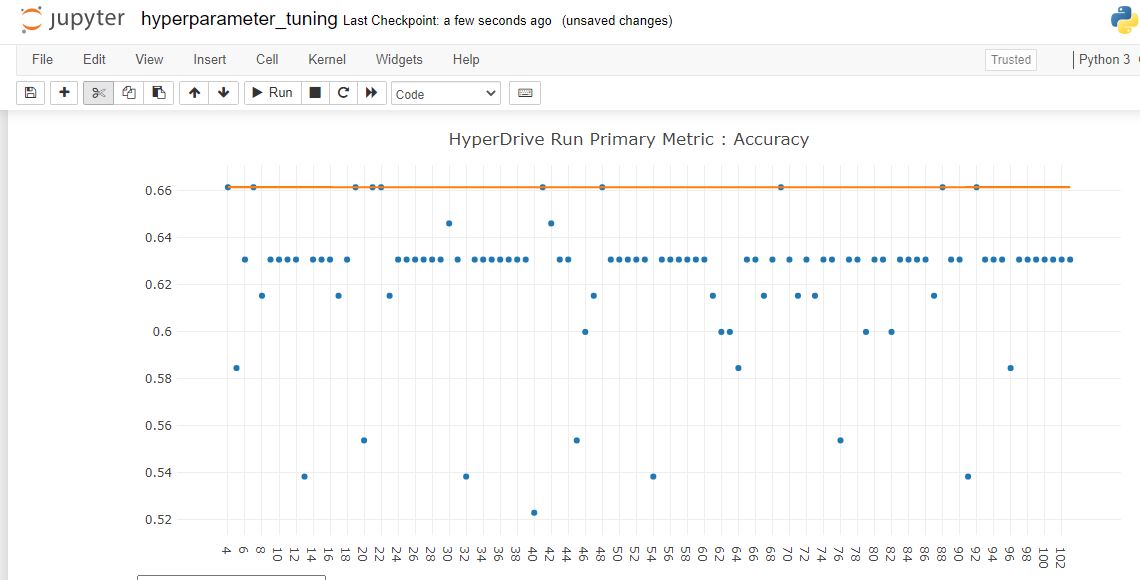 jupyter hyperparameter_tuning Last Checkpoint: a few seconds ago (unsaved changes)
File Edit View Insert Cell Kernel Widgets Help Trusted Python 3
Run Code
HyperDrive Run Primary Metric : Accuracy
0.66
0.64
0.62
0.6
0.58
0.56
0.54
0.52
4 6 8 10 12 14 16 18 20 22 24 26 28 30 32 34 36 38 40 42 44 46 48 50 52 54 56 58 60 62 64 66 68 70 72 74 76 78 80 82 84 86 88 90 92 94 96 98 100 102